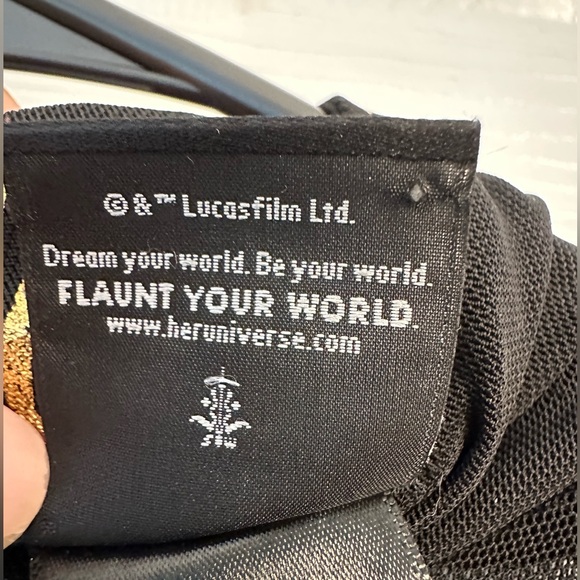 ©&™ Lucasfilm Ltd.
Dream your world. Be your world.
FLAUNT YOUR WORLD.
www.heruniverse.com